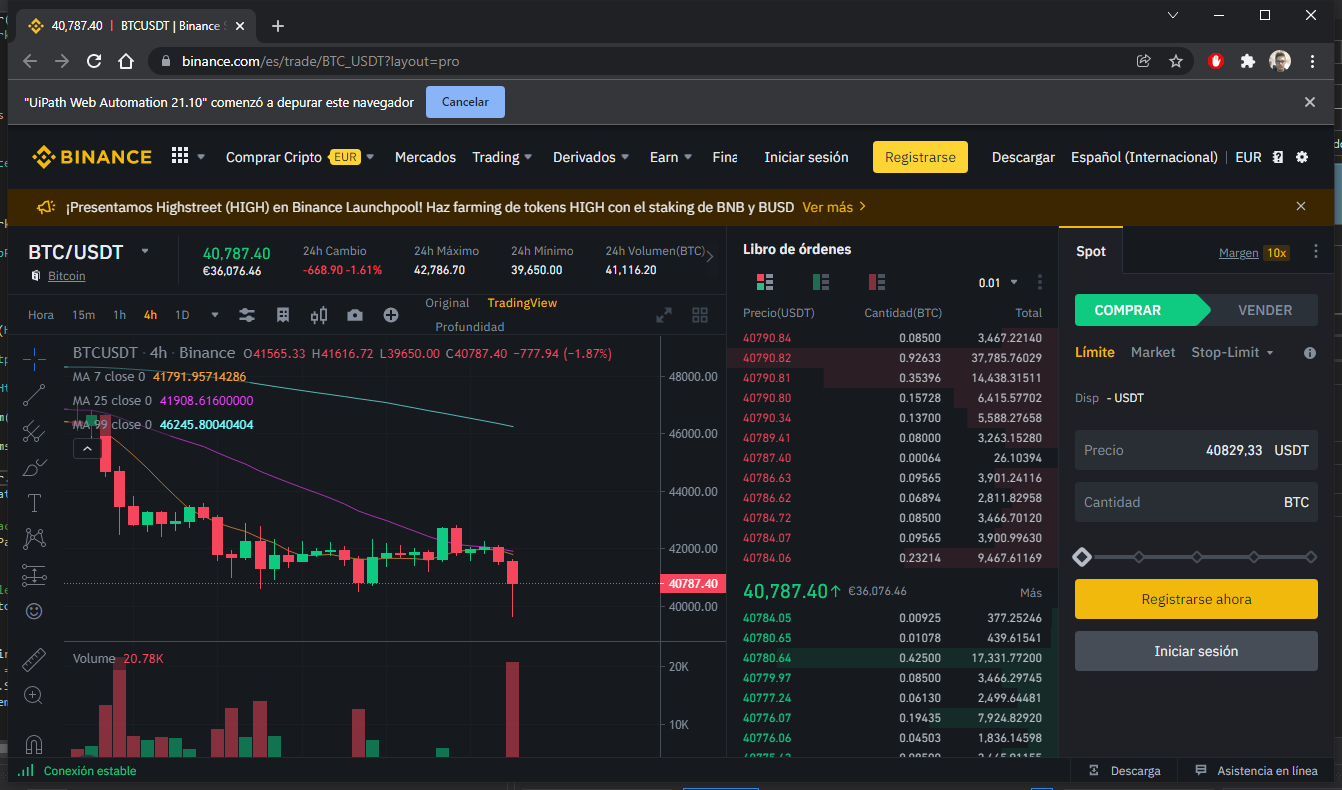 40,787.40 | BTCUSDT | Binance
binance.com/es/trade/BTC_USDT?layout=pro
"UiPath Web Automation 21.10" comenzó a depurar este navegador Cancelar
BINANCE Comprar Cripto EUR Mercados Trading Derivados Earn Fina Iniciar sesión Registrarse Descargar Español (Internacional) EUR
¡Presentamos Highstreet (HIGH) en Binance Launchpool! Haz farming de tokens HIGH con el staking de BNB y BUSD Ver más
BTC/USDT
Bitcoin
40,787.40
€36,076.46
24h Cambio
-668.90 -1.61%
24h Máximo
42,786.70
24h Mínimo
39,650.00
24h Volumen(BTC)
41,116.20
Hora 15m 1h 4h 1D
Original TradingView
Profundidad
BTCUSDT · 4h · Binance O41565.33 H41616.72 L39650.00 C40787.40 −777.94 (−1.87%)
MA 7 close 0 41791.95714286
MA 25 close 0 41908.61600000
MA 99 close 0 46245.80040404
48000.00
46000.00
44000.00
42000.00
40787.40
40000.00
Volume 20.78K
20K
10K
Libro de órdenes
0.01
Precio(USDT) Cantidad(BTC) Total
40790.84 0.08500 3,467.22140
40790.82 0.92633 37,785.76029
40790.81 0.35396 14,438.31511
40790.80 0.15728 6,415.57702
40790.34 0.13700 5,588.27658
40789.41 0.08000 3,263.15280
40787.40 0.00064 26.10394
40786.63 0.09565 3,901.24116
40786.62 0.06894 2,811.82958
40784.72 0.08500 3,466.70120
40784.07 0.09565 3,900.99630
40784.06 0.23214 9,467.61169
40,787.40↑ €36,076.46 Más
40784.05 0.00925 377.25246
40780.65 0.01078 439.61541
40780.64 0.42500 17,331.77200
40779.97 0.08500 3,466.29745
40777.24 0.06130 2,499.64481
40776.07 0.19435 7,924.82920
40776.06 0.04503 1,836.14598
Spot Margen 10x
COMPRAR VENDER
Límite Market Stop-Limit
Disp - USDT
Precio 40829,33 USDT
Cantidad BTC
Registrarse ahora
Iniciar sesión
Conexión estable Descarga Asistencia en línea